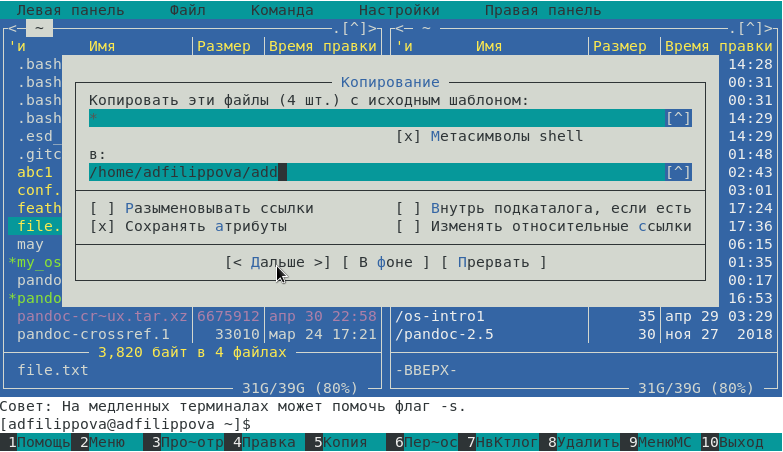 Левая панель Файл Команда Настройки Правая панель
<─ ~ .[^]> <─ ~ .[^]>
'и Имя Размер Время правки 'и Имя Размер Время правки
.bash 14:28
.bash 00:31
.bash 00:31
.bash 14:29
.esd_ 14:29
.gitc 01:48
abc1 02:43
conf. 03:01
feath 17:24
file. 17:36
may 06:15
*my_os 01:35
pando 00:17
*pando 16:53
Копирование
Копировать эти файлы (4 шт.) с исходным шаблоном:
* [^]
[x] Метасимволы shell
в:
/home/adfilippova/add [^]
[ ] Разыменовывать ссылки [ ] Внутрь подкаталога, если есть
[x] Сохранять атрибуты [ ] Изменять относительные ссылки
[< Дальше >] [ В фоне ] [ Прервать ]
pandoc-cr~ux.tar.xz 6675912 апр 30 22:58 /os-intro1 35 апр 29 03:29
pandoc-crossref.1 33010 мар 24 17:21 /pandoc-2.5 30 ноя 27 2018
3,820 байт в 4 файлах
file.txt -ВВЕРХ-
31G/39G (80%) 31G/39G (80%)
Совет: На медленных терминалах может помочь флаг -s.
[adfilippova@adfilippova ~]$ [^]
1Помощь 2Меню 3Про~отр 4Правка 5Копия 6Пер~ос 7НвКтлог 8Удалить 9МенюMC 10Выход